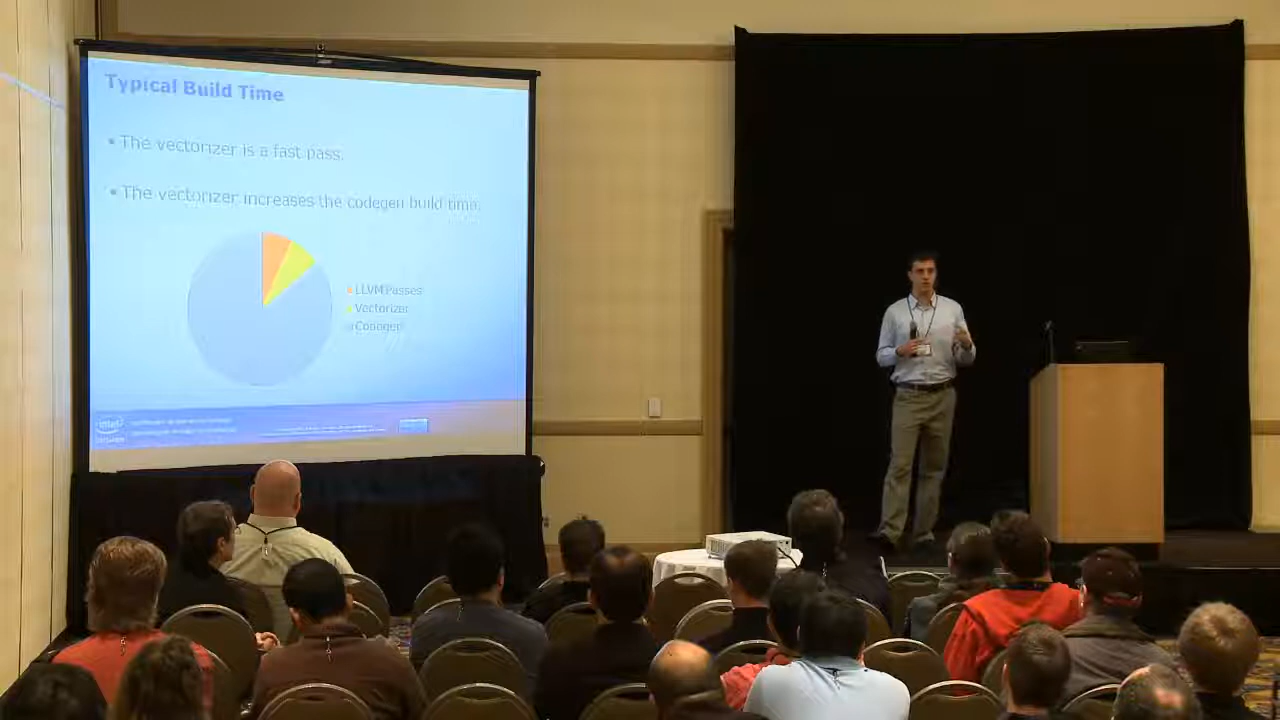 Typical Build Time
• The vectorizer is a fast pass.
• The vectorizer increases the codegen build time.
LLVM Passes
Vectorizer
Codegen
intel